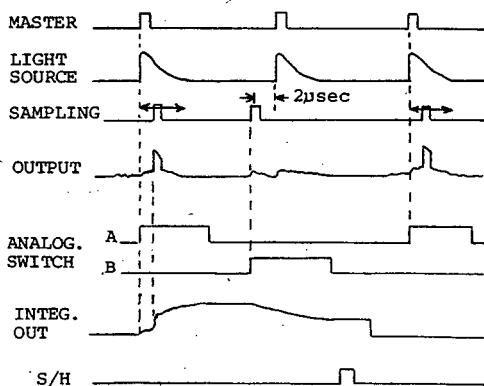 MASTER
LIGHT
SOURCE
2μsec
SAMPLING
OUTPUT
ANALOG. A
SWITCH
B
INTEG.
OUT
S/H